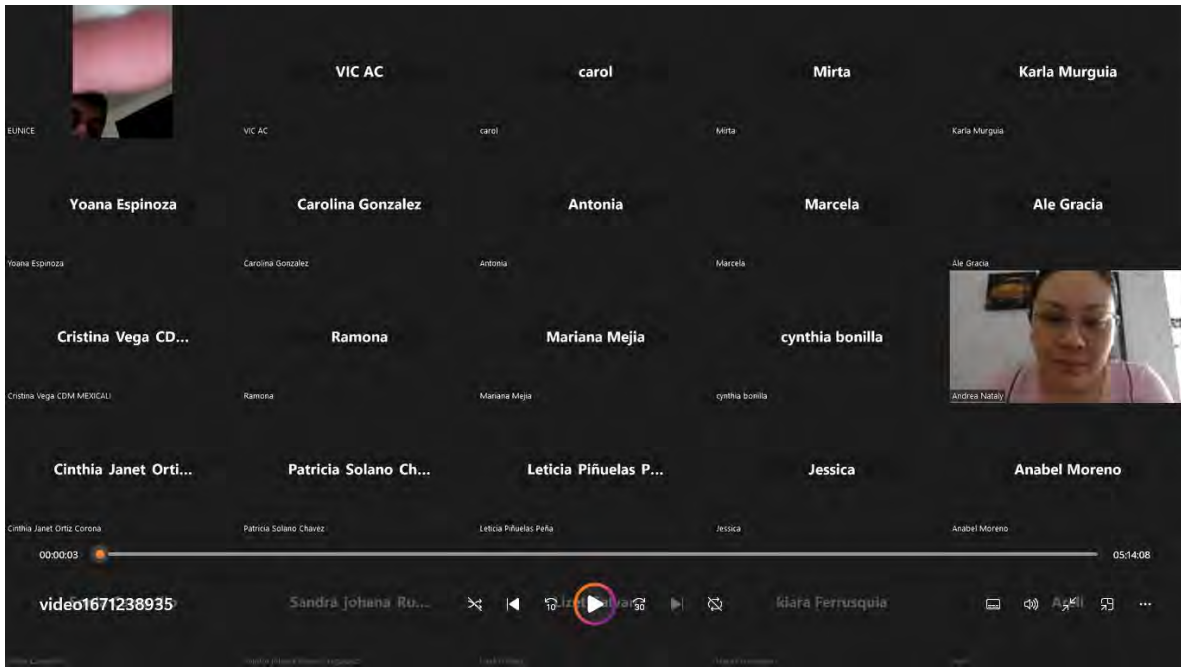 VIC AC
carol
Mirta
Karla Murguia
EUNICE
VIC AC
carol
Mirta
Karla Murguia
Yoana Espinoza
Carolina Gonzalez
Antonia
Marcela
Ale Gracia
Yoana Espinoza
Carolina Gonzalez
Antonia
Marcela
Ale Gracia
Cristina Vega CD...
Ramona
Mariana Mejia
cynthia bonilla
Cristina Vega CDM MEXICALI
Ramona
Mariana Mejia
cynthia bonilla
Andrea Nataly
Cinthia Janet Orti...
Patricia Solano Ch...
Leticia Piñuelas P...
Jessica
Anabel Moreno
Cinthia Janet Ortiz Corona
Patricia Solano Chavez
Leticia Piñuelas Peña
Jessica
Anabel Moreno
00:00:03
05:14:08
video1671238935
Sandra Johana Ru...
10
30
kiara Ferrusquia